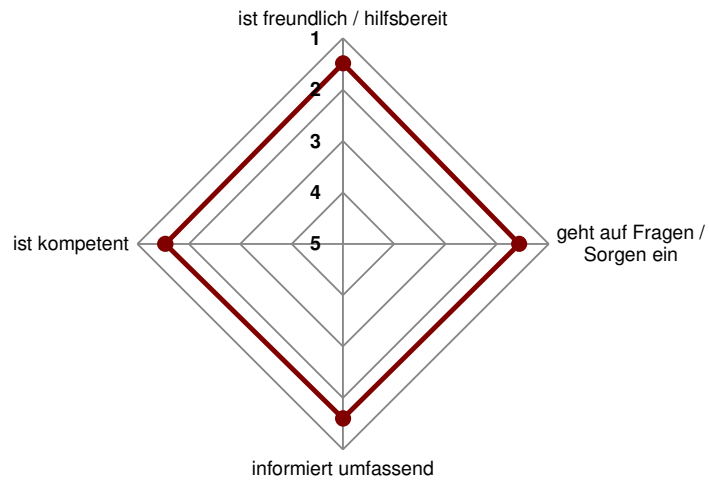 ist freundlich / hilfsbereit
1
2
3
4
5
ist kompetent
geht auf Fragen /
Sorgen ein
informiert umfassend